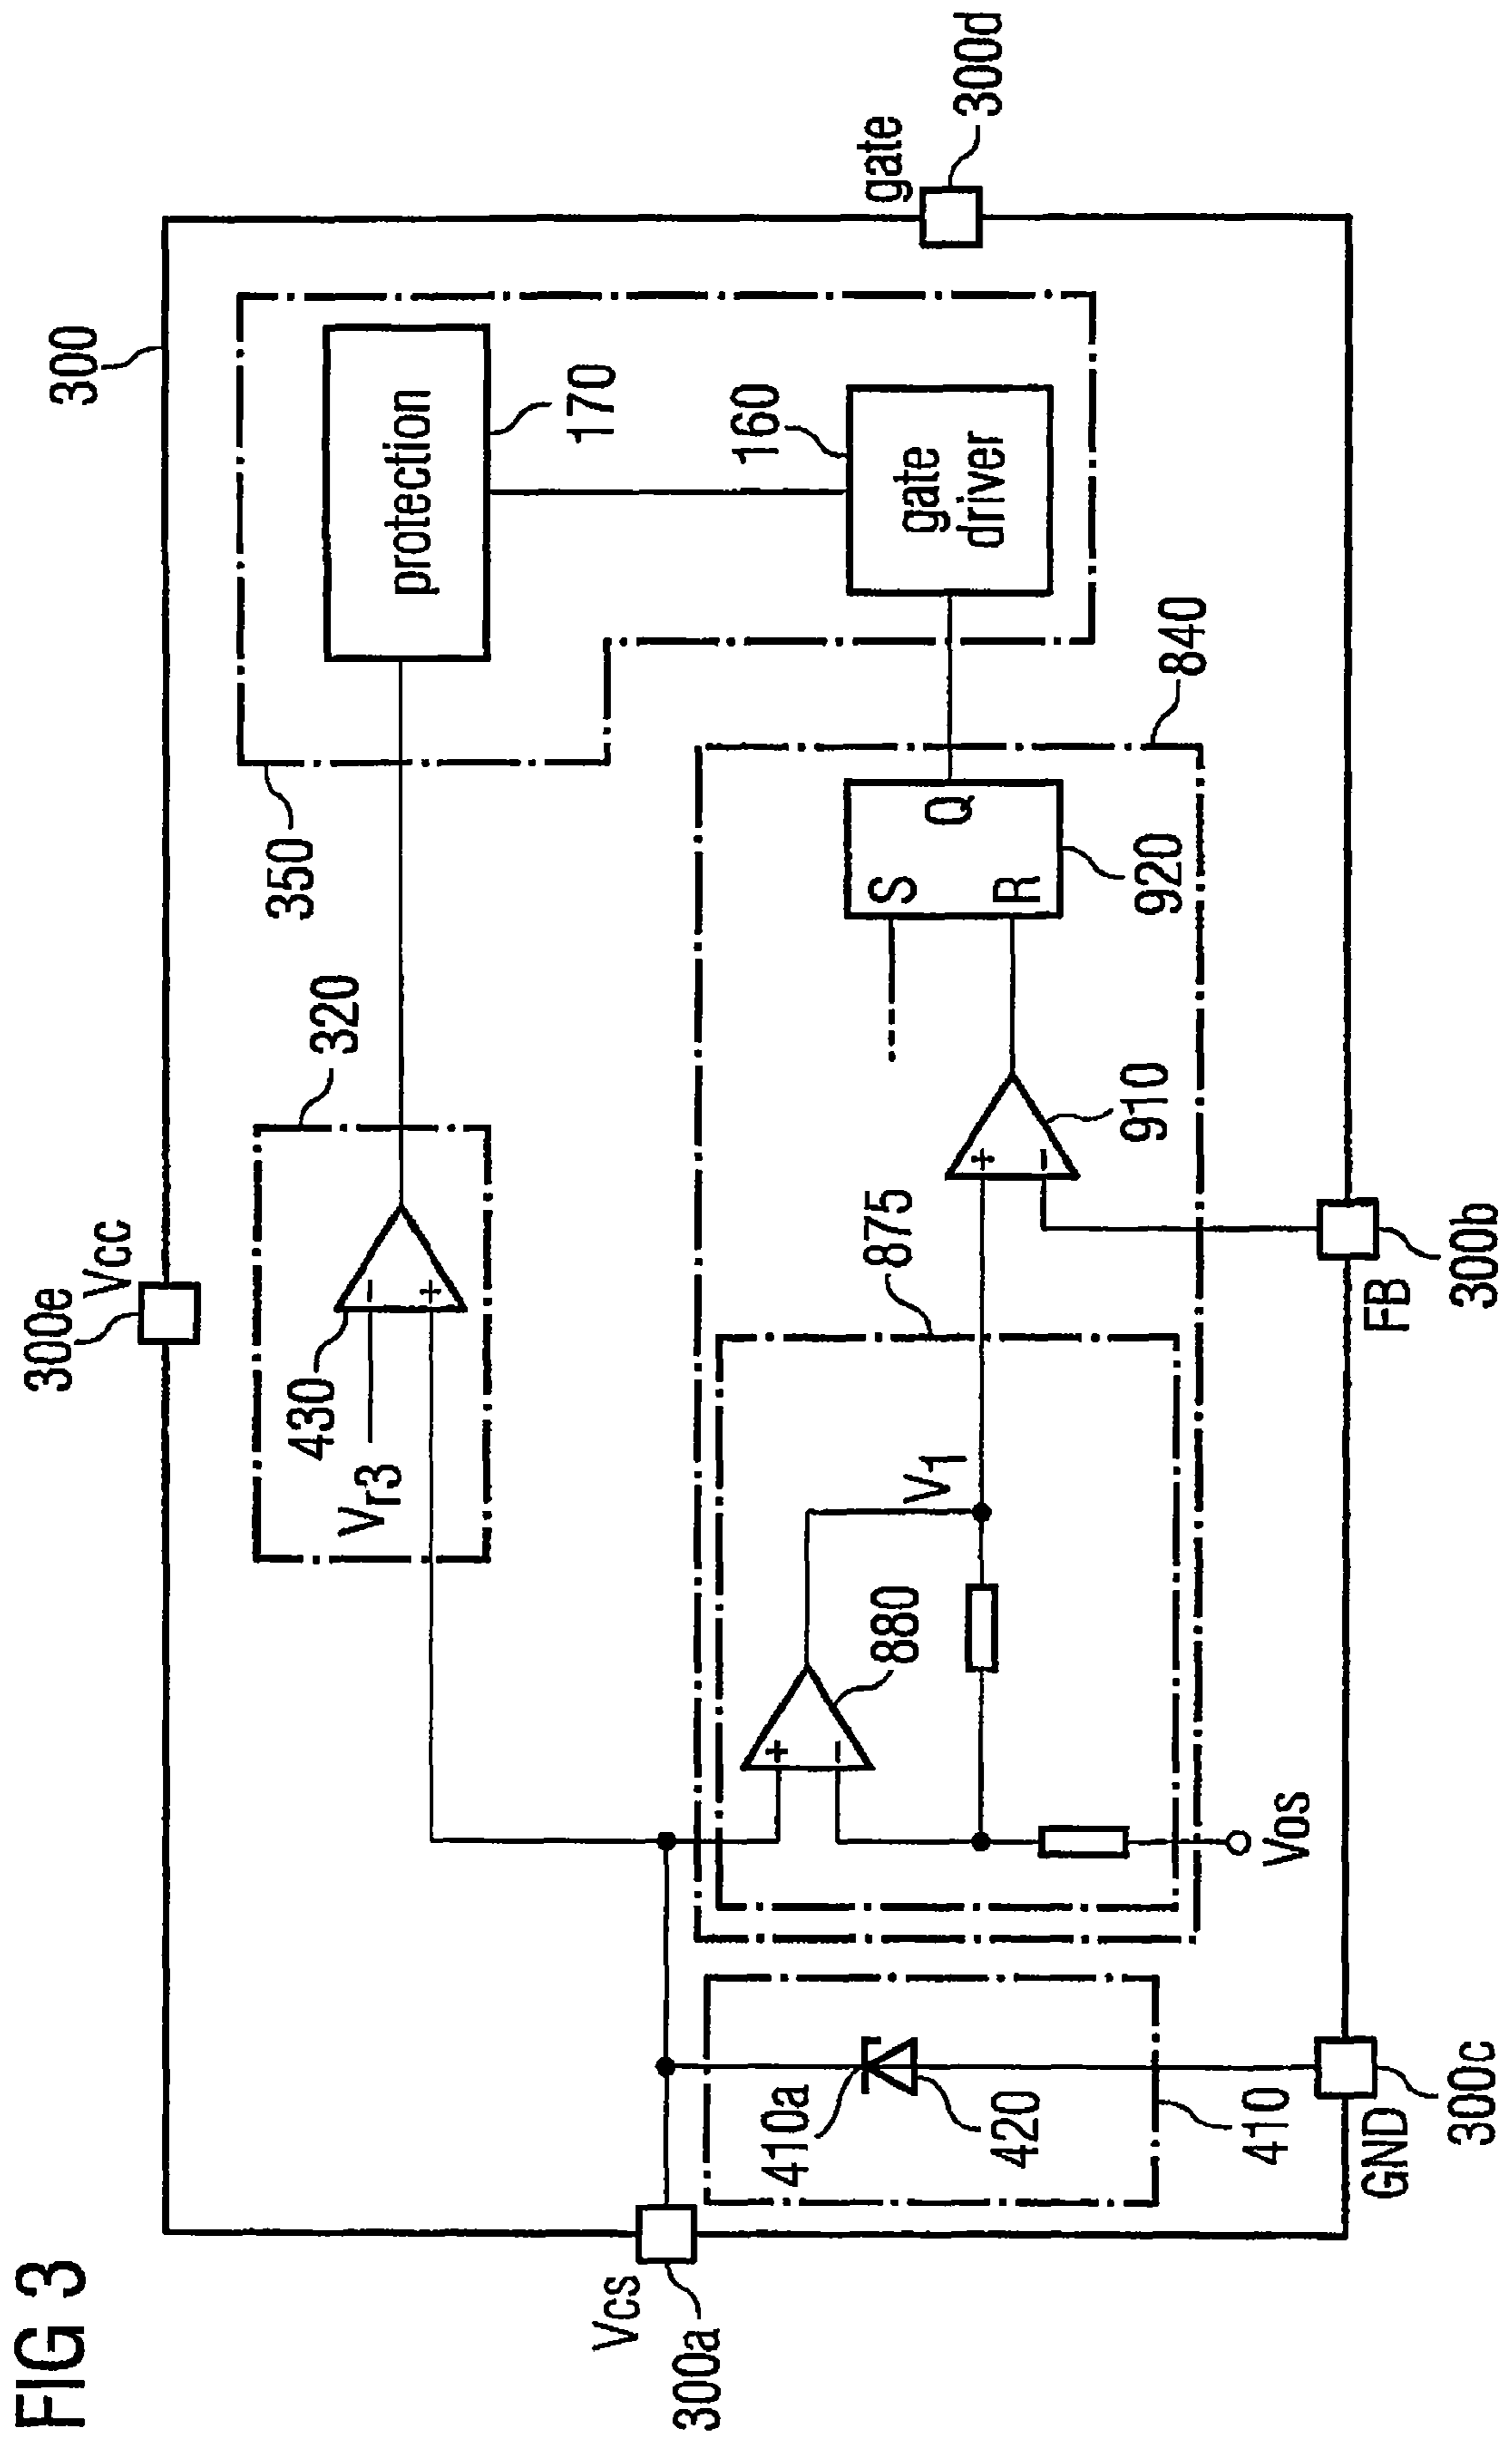 FIG 3
300e
Vcc
300
320
350
430
Vr3
-
+
protection
170
160
gate
driver
gate
300d
Vcs
300a
410a
420
410
880
+
-
V1
875
+
-
910
S
R
Q
920
840
Vos
GND
300c
FB
300b